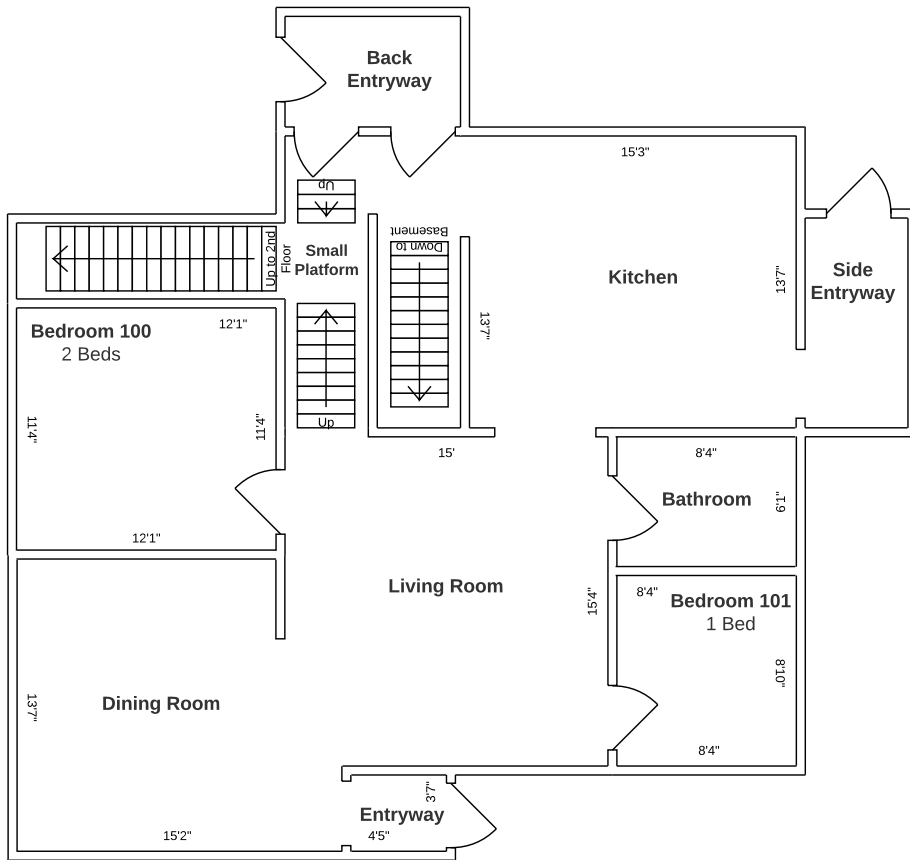 Back
Entryway
15'3"
Up
Small
Platform
Up to 2nd
Floor
Down to
Basement
Kitchen
13'7"
Side
Entryway
12'1"
Bedroom 100
2 Beds
13'7"
11'4"
11'4"
Up
15'
8'4"
Bathroom
6'1"
12'1"
Living Room
15'4"
8'4"
Bedroom 101
1 Bed
8'10"
Dining Room
13'7"
8'4"
3'7"
Entryway
15'2"
4'5"